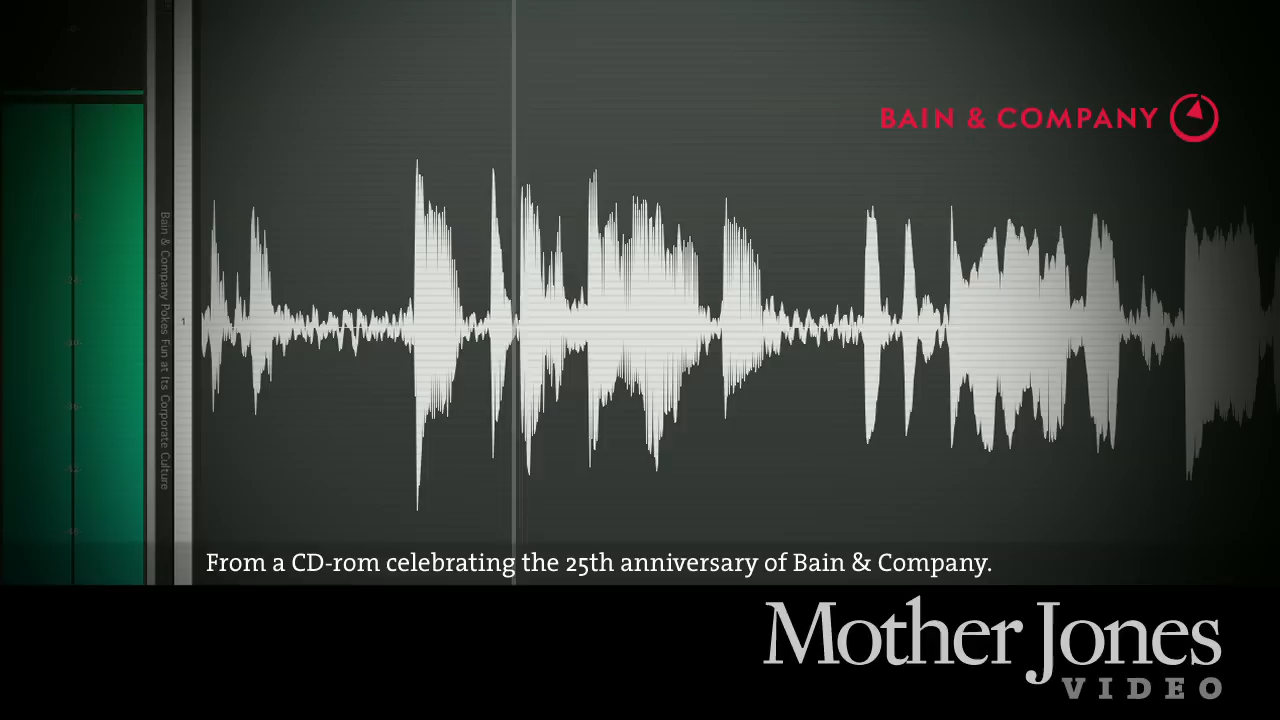 BAIN & COMPANY
Bain & Company Pokes Fun at Its Corporate Culture
1
From a CD-rom celebrating the 25th anniversary of Bain & Company.
Mother Jones
VIDEO